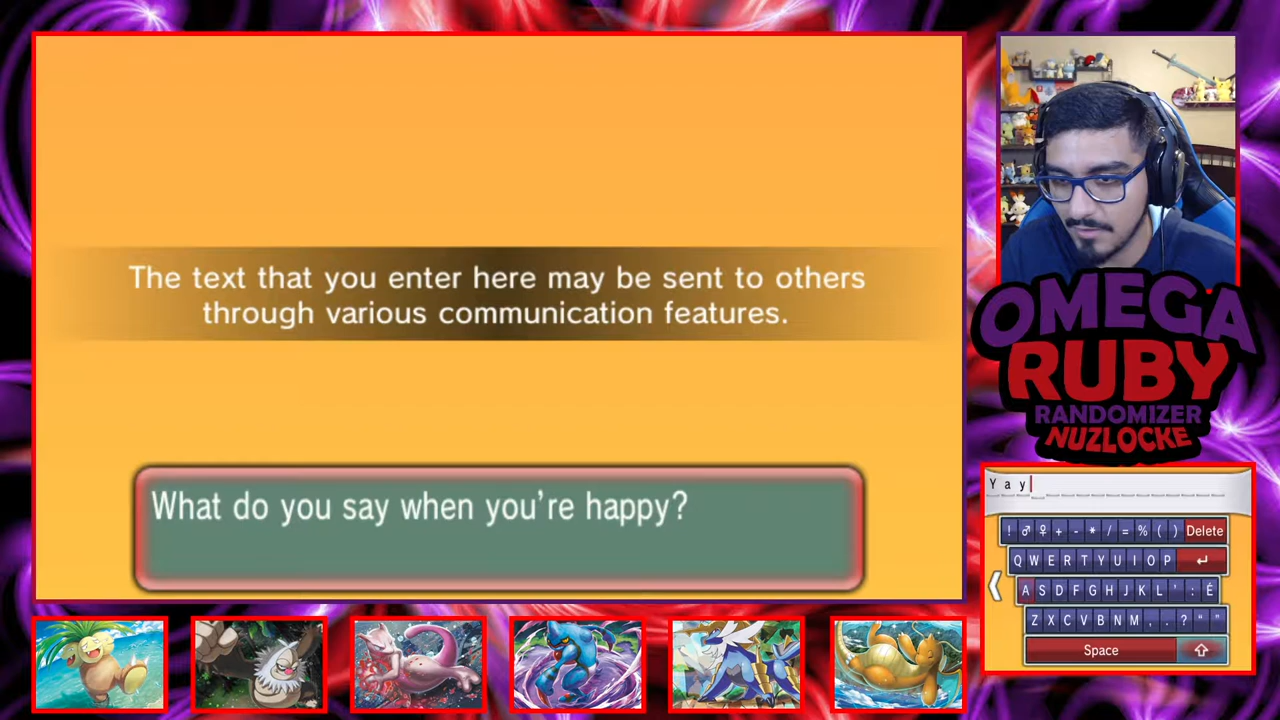 The text that you enter here may be sent to others
through various communication features.
What do you say when you're happy?
OMEGA
RUBY
RANDOMIZER
NUZLOCKE
Yay
! ♂ ♀ + - * / = % ( ) Delete
Q W E R T Y U I O P ↵
A S D F G H J K L ' : É
Z X C V B N M , . ? “ ”
Space